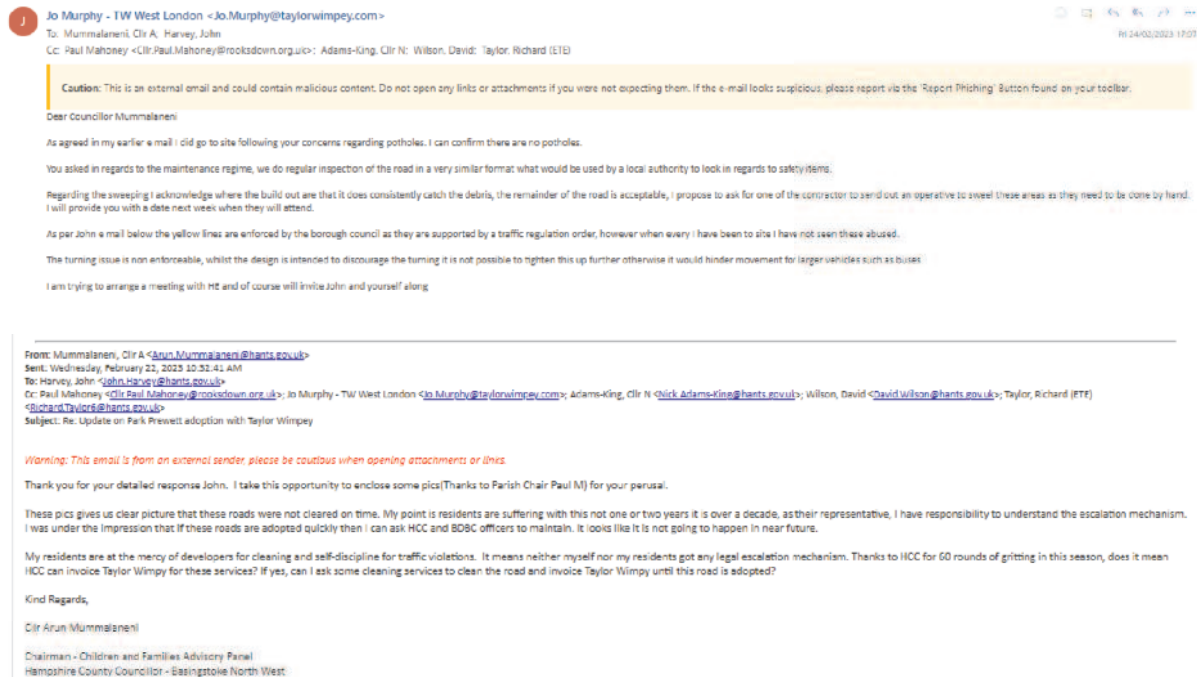 J
Jo Murphy - TW West London <Jo.Murphy@taylorwimpey.com>
To: Mummalaneni, Cllr A; Harvey, John
Cc: Paul Mahoney <Cllr.Paul.Mahoney@rooksdown.org.uk>; Adams-King, Cllr N; Wilson, David; Taylor, Richard (ETE)
Fri 24/02/2023 17:07
Caution: This is an external email and could contain malicious content. Do not open any links or attachments if you were not expecting them. If the e-mail looks suspicious, please report via the 'Report Phishing' Button found on your toolbar.
Dear Councillor Mummalaneni
As agreed in my earlier e mail I did go to site following your concerns regarding potholes. I can confirm there are no potholes.
You asked in regards to the maintenance regime, we do regular inspection of the road in a very similar format what would be used by a local authority to look in regards to safety items.
Regarding the sweeping I acknowledge where the build out are that it does consistently catch the debris, the remainder of the road is acceptable, I propose to ask for one of the contractor to send out an operative to sweel these areas as they need to be done by hand.
I will provide you with a date next week when they will attend.
As per John e mail below the yellow lines are enforced by the borough council as they are supported by a traffic regulation order, however when every I have been to site I have not seen these abused.
The turning issue is non enforceable, whilst the design is intended to discourage the turning it is not possible to tighten this up further otherwise it would hinder movement for larger vehicles such as buses
I am trying to arrange a meeting with HE and of course will invite John and yourself along
From: Mummalaneni, Cllr A <Arun.Mummalaneni@hants.gov.uk>
Sent: Wednesday, February 22, 2023 10:32:41 AM
To: Harvey, John <John.Harvey@hants.gov.uk>
Cc: Paul Mahoney <Cllr.Paul.Mahoney@rooksdown.org.uk>; Jo Murphy - TW West London <Jo.Murphy@taylorwimpey.com>; Adams-King, Cllr N <Nick.Adams-King@hants.gov.uk>; Wilson, David <David.Wilson@hants.gov.uk>; Taylor, Richard (ETE)
<Richard.Taylor6@hants.gov.uk>
Subject: Re: Update on Park Prewett adoption with Taylor Wimpey
Warning: This email is from an external sender, please be cautious when opening attachments or links.
Thank you for your detailed response John. I take this opportunity to enclose some pics(Thanks to Parish Chair Paul M) for your perusal.
These pics gives us clear picture that these roads were not cleared on time. My point is residents are suffering with this not one or two years it is over a decade, as their representative, I have responsibility to understand the escalation mechanism.
I was under the impression that if these roads are adopted quickly then I can ask HCC and BDBC officers to maintain. It looks like it is not going to happen in near future.
My residents are at the mercy of developers for cleaning and self-discipline for traffic violations. It means neither myself nor my residents got any legal escalation mechanism. Thanks to HCC for 60 rounds of gritting in this season, does it mean
HCC can invoice Taylor Wimpy for these services? If yes, can I ask some cleaning services to clean the road and invoice Taylor Wimpy until this road is adopted?
Kind Regards,
Cllr Arun Mummalaneni
Chairman - Children and Families Advisory Panel
Hampshire County Councillor - Basingstoke North West